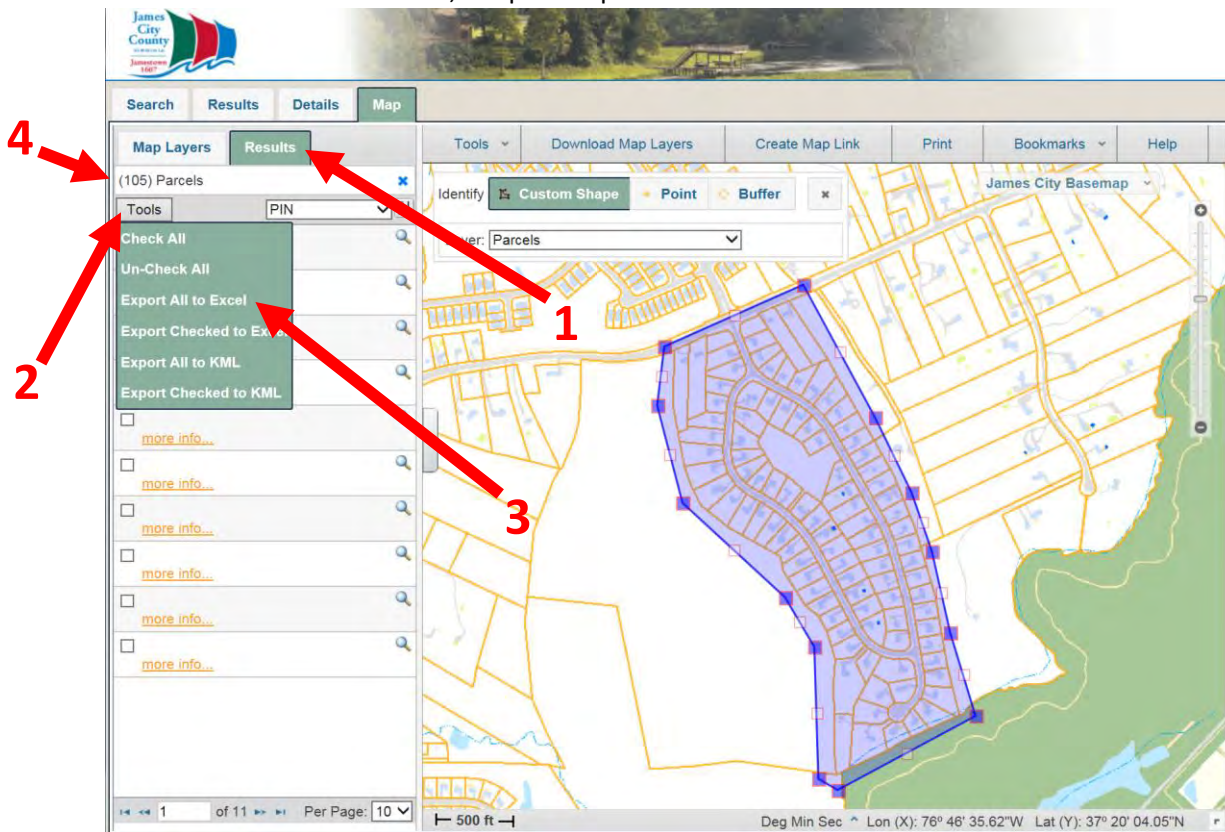 James
City
County
Jamestown
1607
Search Results Details Map
4
Map Layers Results
Tools Download Map Layers Create Map Link Print Bookmarks Help
(105) Parcels
Identify Custom Shape Point Buffer
James City Basemap
Tools PIN
Parcels
Check All
Un-Check All
Export All to Excel
Export Checked to
Export All to KML
Export Checked to KML
1
2
3
more info...
more info...
more info...
more info...
more info...
more info...
1 of 11 Per Page: 10
500 ft
Deg Min Sec Lon (X): 76º 46' 35.62"W Lat (Y): 37º 20' 04.05"N